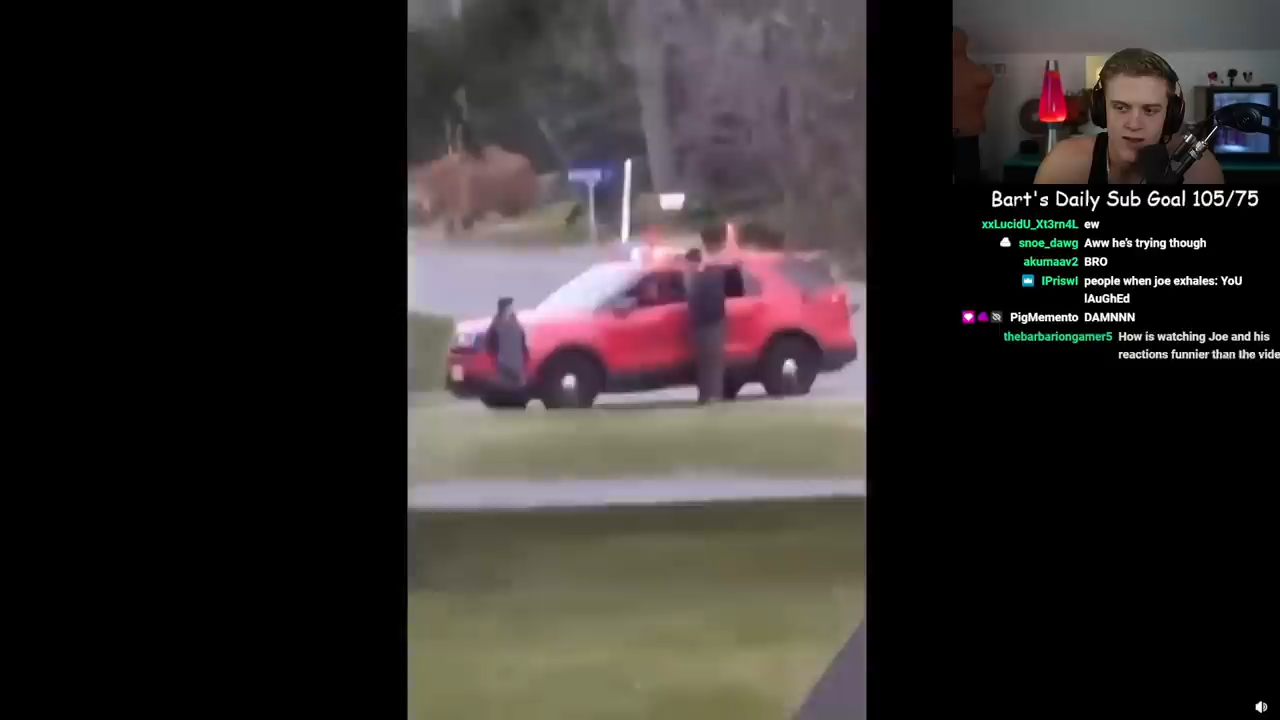 Bart's Daily Sub Goal 105/75
xxLucidU_Xt3rn4L ew
snoe_dawg Aww he's trying though
akumaav2 BRO
IPriswI people when joe exhales: YoU
lAuGhEd
PigMemento DAMNNN
thebarbariongamer5 How is watching Joe and his
reactions funnier than the vide